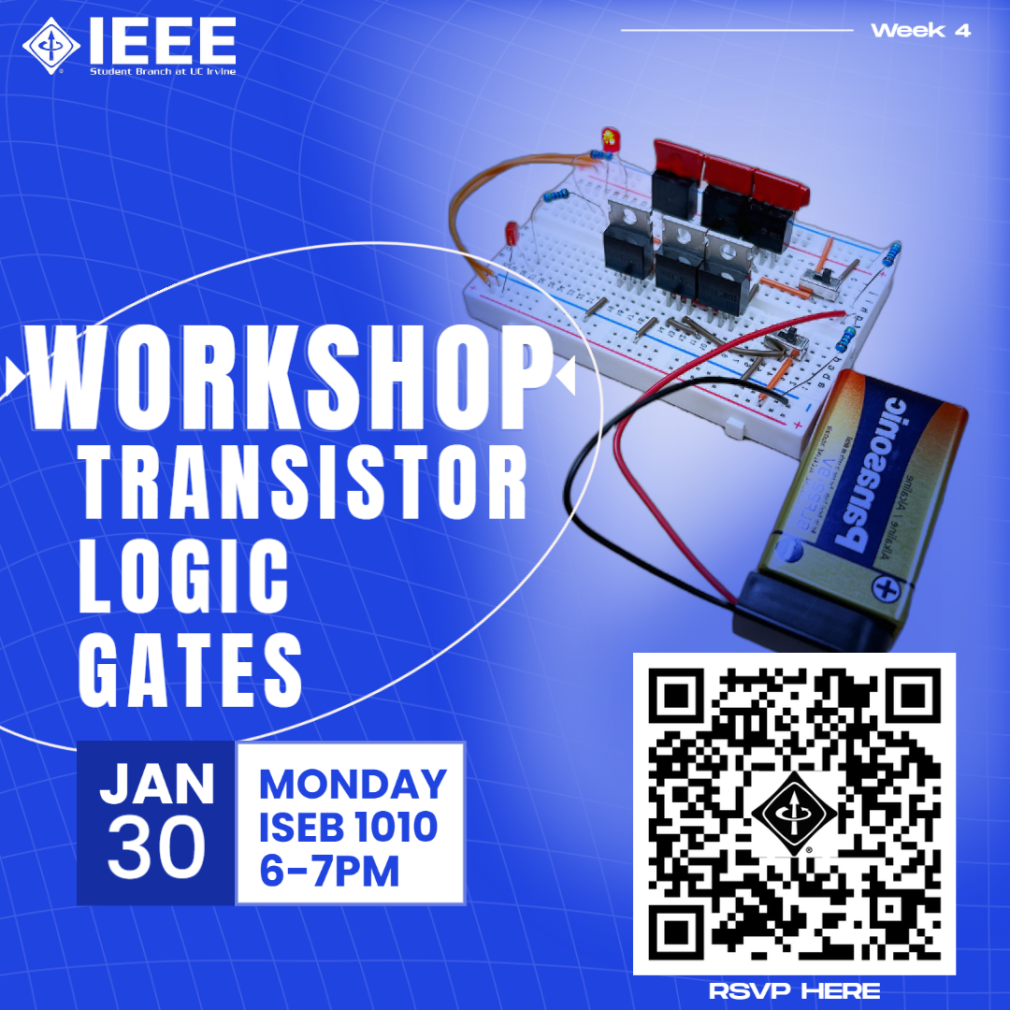 IEEE
Student Branch at UC Irvine
Week 4
WORKSHOP
TRANSISTOR
LOGIC
GATES
JAN
30
MONDAY
ISEB 1010
6-7PM
Panasonic
RSVP HERE